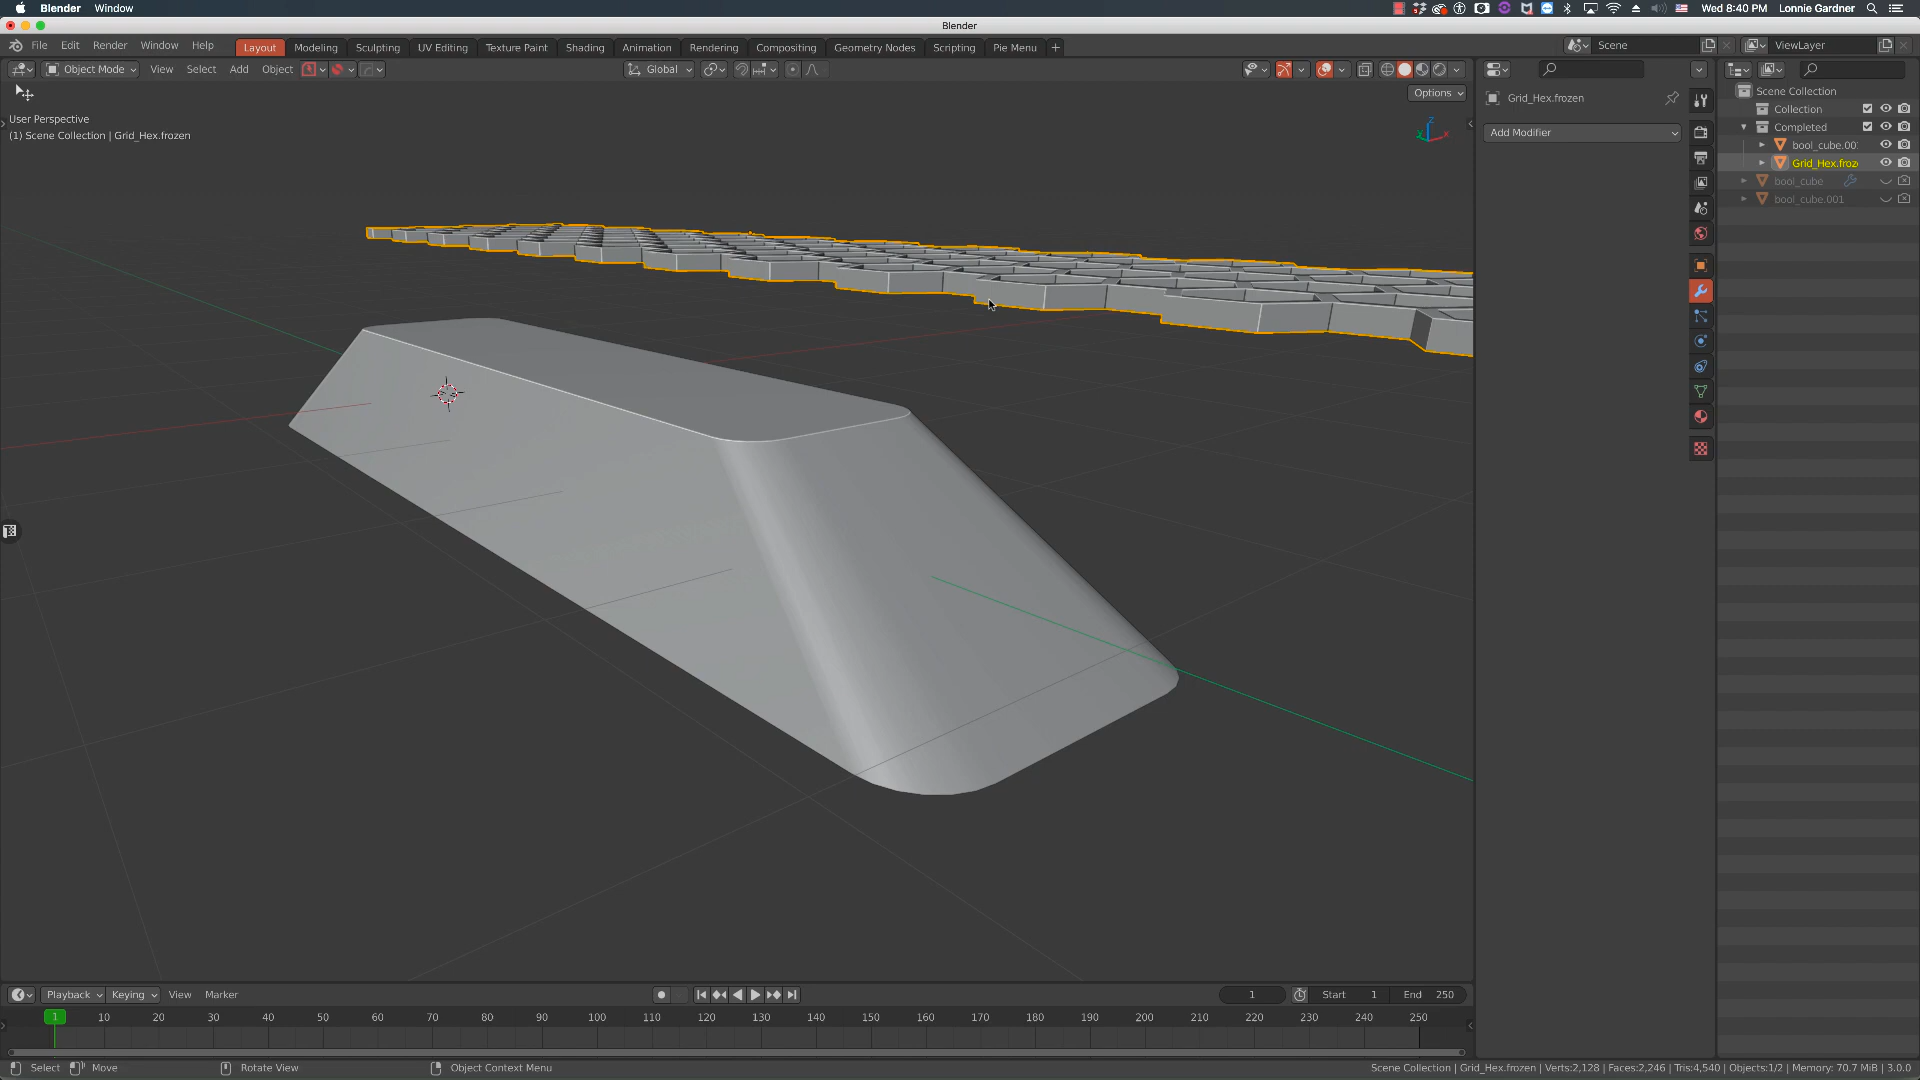 Blender Window Wed 8:40 PM Lonnie Gardner
Blender
File Edit Render Window Help Layout Modeling Sculpting UV Editing Texture Paint Shading Animation Rendering Compositing Geometry Nodes Scripting Pie Menu + Scene ViewLayer
Object Mode View Select Add Object Global
Options
User Perspective
(1) Scene Collection | Grid_Hex.frozen
Z
X
Y
Grid_Hex.frozen
Add Modifier
Scene Collection
Collection
Completed
bool_cube.00
Grid_Hex.froz
bool_cube
bool_cube.001
Playback Keying View Marker 1 Start 1 End 250
1 10 20 30 40 50 60 70 80 90 100 110 120 130 140 150 160 170 180 190 200 210 220 230 240 250
Select Move Rotate View Object Context Menu Scene Collection | Grid_Hex.frozen | Verts:2,128 | Faces:2,246 | Tris:4,540 | Objects:1/2 | Memory: 70.7 MiB | 3.0.0